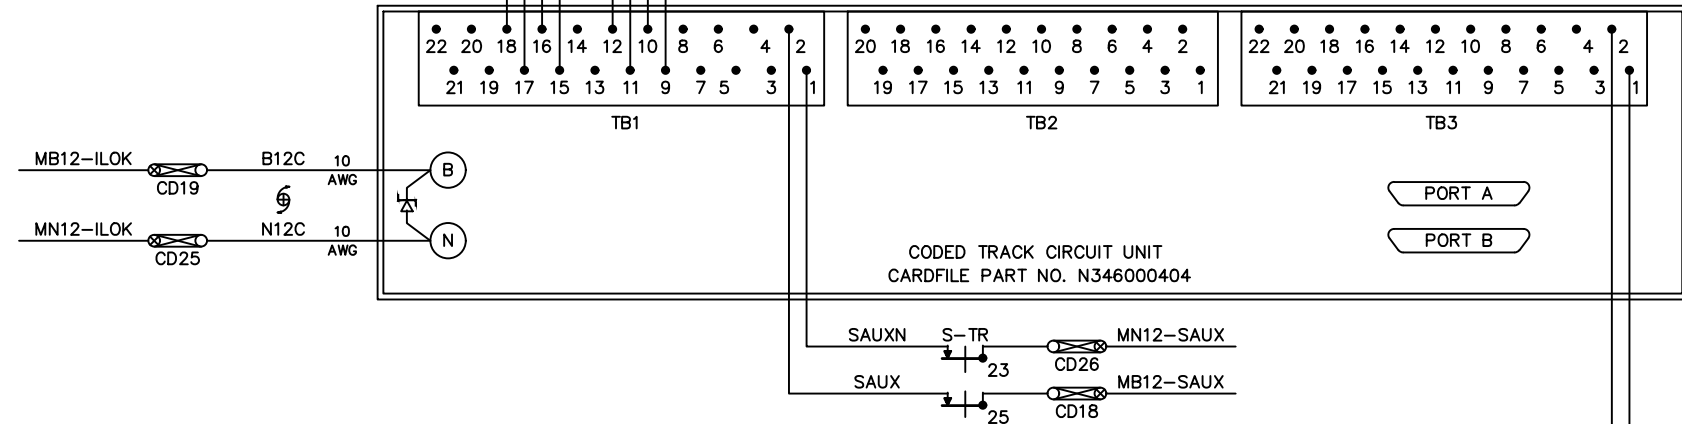 22 20 18 16 14 12 10 8 6 4 2
21 19 17 15 13 11 9 7 5 3 1
TB1
20 18 16 14 12 10 8 6 4 2
19 17 15 13 11 9 7 5 3 1
TB2
22 20 18 16 14 12 10 8 6 4 2
21 19 17 15 13 11 9 7 5 3 1
TB3
MB12-ILOK
CD19
B12C
10
AWG
B
MN12-ILOK
CD25
N12C
10
AWG
N
PORT A
PORT B
CODED TRACK CIRCUIT UNIT
CARDFILE PART NO. N346000404
SAUXN
S-TR
23
CD26
MN12-SAUX
SAUX
25
CD18
MB12-SAUX